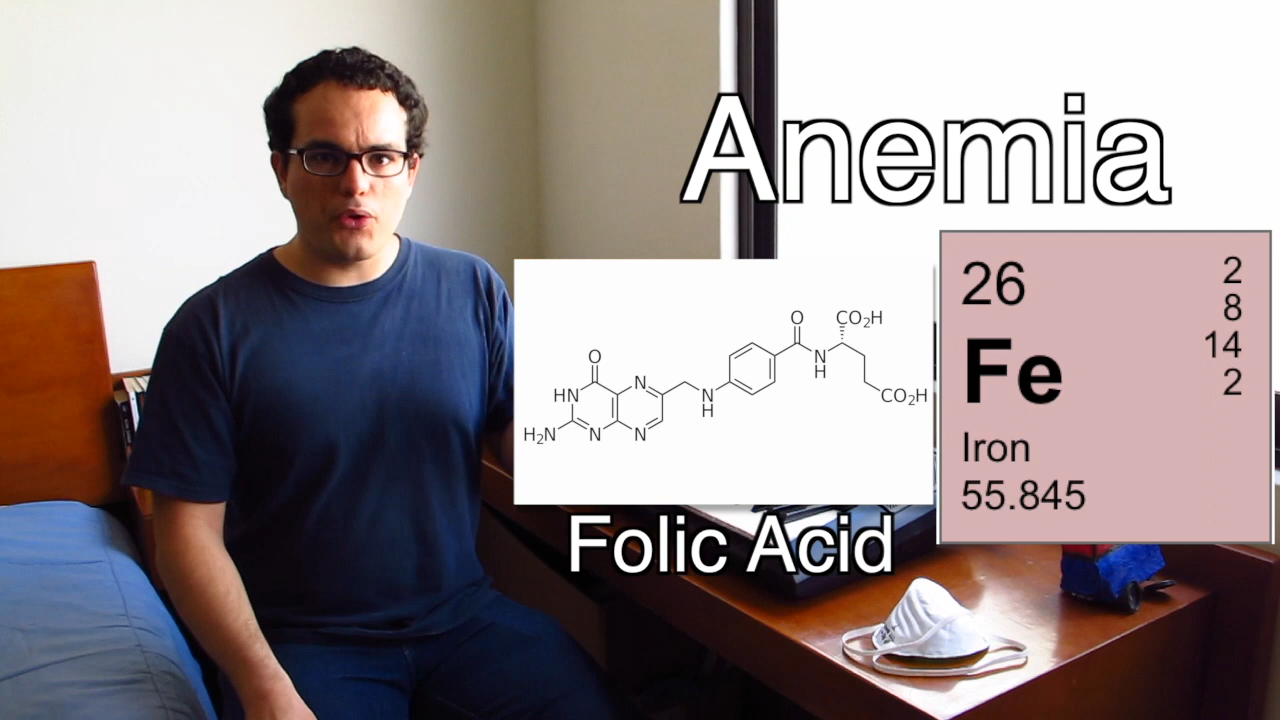 Anemia
O
CO₂H
O
N
H
CO₂H
N
HN
N
H
H₂N
N
N
Folic Acid
26
Fe
Iron
55.845
2
8
14
2